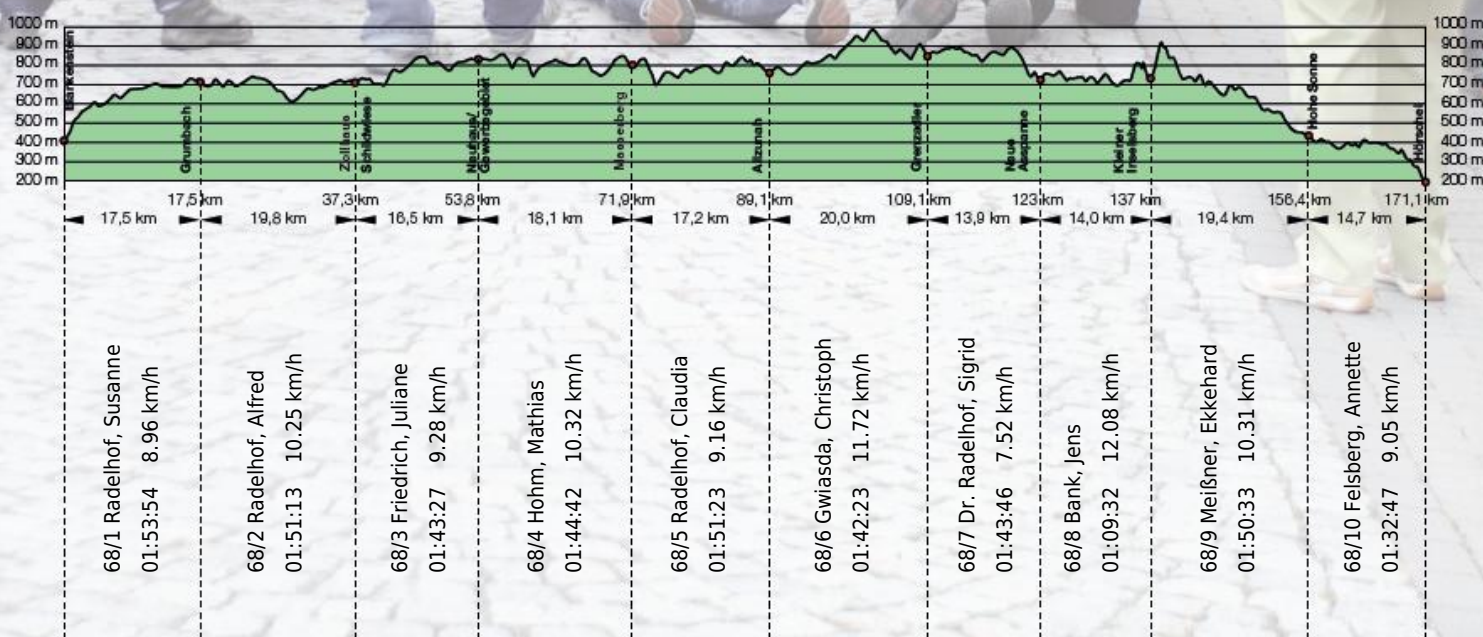 1000 m
900 m
800 m
700 m
600 m
500 m
400 m
300 m
200 m
1000 m
900 m
800 m
700 m
600 m
500 m
400 m
300 m
200 m
Blankenstein
Grumbach
Zollhaus
Schildwiese
Neuhaus/
Masserberg
Allzunah
Grenzadler
Neue
Ausspanne
Kleiner
Inselsberg
Hohe Sonne
Hörschel
17,5 km
37,3 km
53,8 km
71,9 km
89,1 km
109,1 km
123 km
137 km
156,4 km
171,1 km
17,5 km
19,8 km
16,5 km
18,1 km
17,2 km
20,0 km
13,9 km
14,0 km
19,4 km
14,7 km
68/1 Radelhof, Susanne
01:53:54 8.96 km/h
68/2 Radelhof, Alfred
01:51:13 10.25 km/h
68/3 Friedrich, Juliane
01:43:27 9.28 km/h
68/4 Hohm, Mathias
01:44:42 10.32 km/h
68/5 Radelhof, Claudia
01:51:23 9.16 km/h
68/6 Gwiasda, Christoph
01:42:23 11.72 km/h
68/7 Dr. Radelhof, Sigrid
01:43:46 7.52 km/h
68/8 Bank, Jens
01:09:32 12.08 km/h
68/9 Meißner, Ekkehard
01:50:33 10.31 km/h
68/10 Felsberg, Annette
01:32:47 9.05 km/h